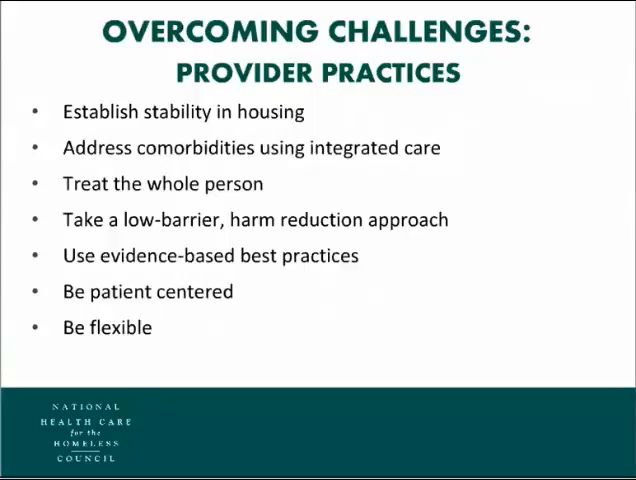 OVERCOMING CHALLENGES:
PROVIDER PRACTICES
• Establish stability in housing
• Address comorbidities using integrated care
• Treat the whole person
• Take a low-barrier, harm reduction approach
• Use evidence-based best practices
• Be patient centered
• Be flexible
NATIONAL
HEALTH CARE
for the
HOMELESS
COUNCIL